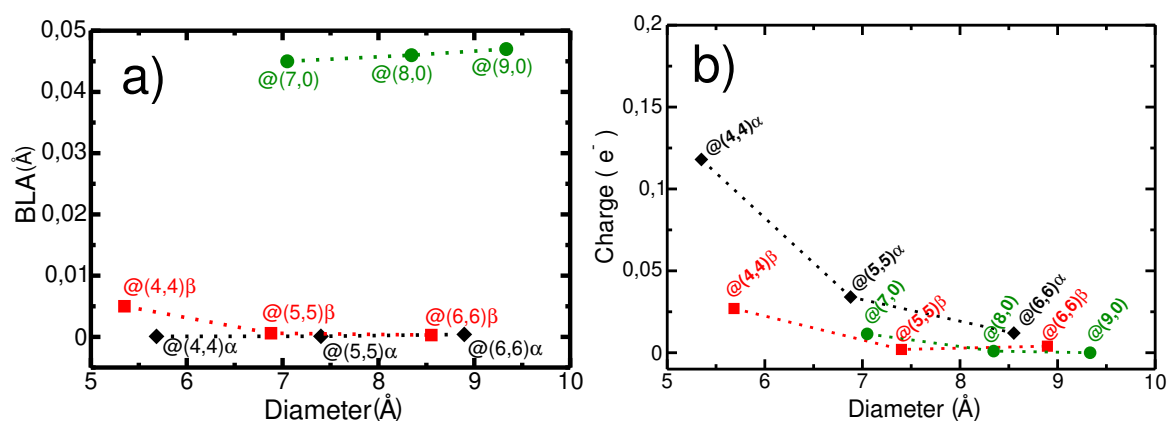 a)
0,05
0,04
0,03
0,02
0,01
0
BLA(Å)
@(7,0)
@(8,0)
@(9,0)
@(4,4)β
@(5,5)β
@(6,6)β
@(4,4)α
@(5,5)α
@(6,6)α
5 6 7 8 9 10
Diameter(Å)
b)
0,2
0,15
0,1
0,05
0
Charge ( e⁻ )
@(4,4)α
@(5,5)α
@(6,6)α
@(4,4)β
@(7,0)
@(5,5)β
@(8,0)
@(6,6)β
@(9,0)
5 6 7 8 9 10
Diameter (Å)